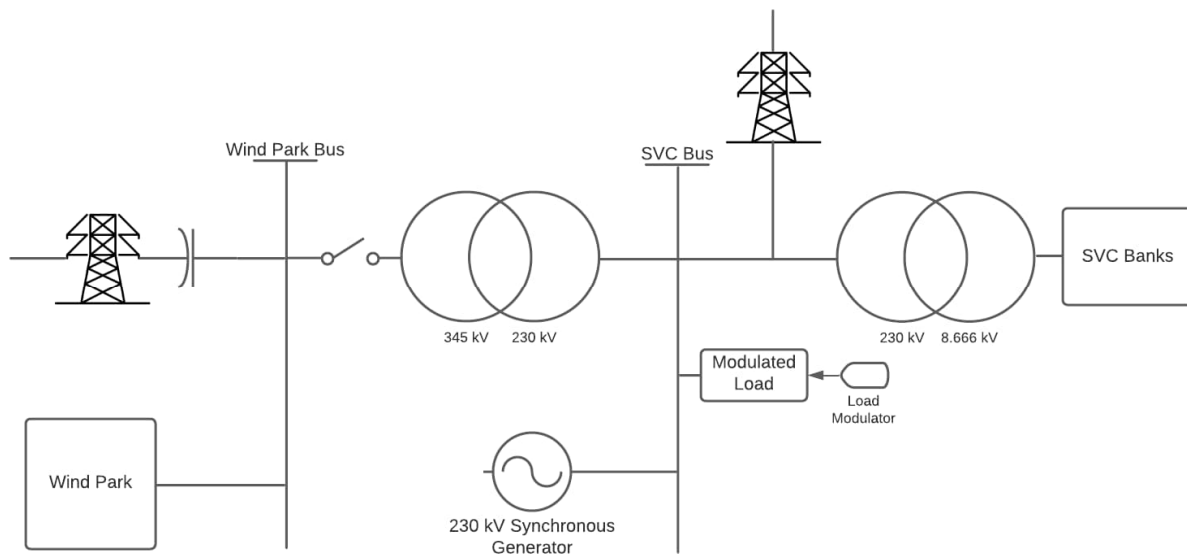 Wind Park Bus
SVC Bus
SVC Banks
345 kV
230 kV
230 kV
8.666 kV
Modulated
Load
Load
Modulator
Wind Park
230 kV Synchronous
Generator